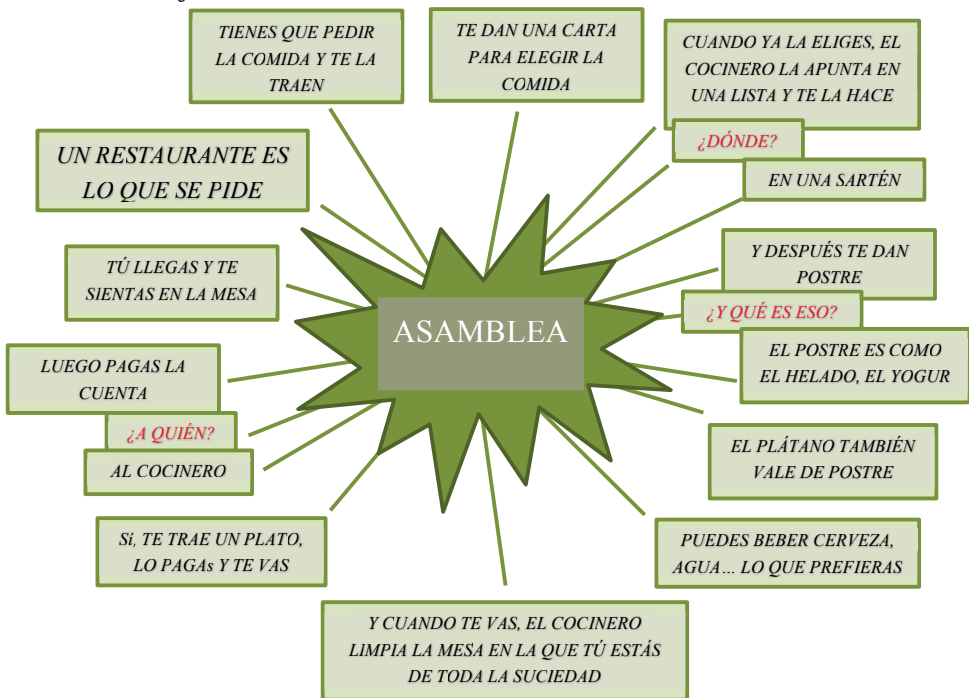 TIENES QUE PEDIR
LA COMIDA Y TE LA
TRAEN
TE DAN UNA CARTA
PARA ELEGIR LA
COMIDA
CUANDO YA LA ELIGES, EL
COCINERO LA APUNTA EN
UNA LISTA Y TE LA HACE
¿DÓNDE?
EN UNA SARTÉN
UN RESTAURANTE ES
LO QUE SE PIDE
TÚ LLEGAS Y TE
SIENTAS EN LA MESA
Y DESPUÉS TE DAN
POSTRE
¿Y QUÉ ES ESO?
EL POSTRE ES COMO
EL HELADO, EL YOGUR
ASAMBLEA
LUEGO PAGAS LA
CUENTA
¿A QUIÉN?
AL COCINERO
EL PLÁTANO TAMBIÉN
VALE DE POSTRE
Sí, TE TRAE UN PLATO,
LO PAGAs Y TE VAS
PUEDES BEBER CERVEZA,
AGUA... LO QUE PREFIERAS
Y CUANDO TE VAS, EL COCINERO
LIMPIA LA MESA EN LA QUE TÚ ESTÁS
DE TODA LA SUCIEDAD